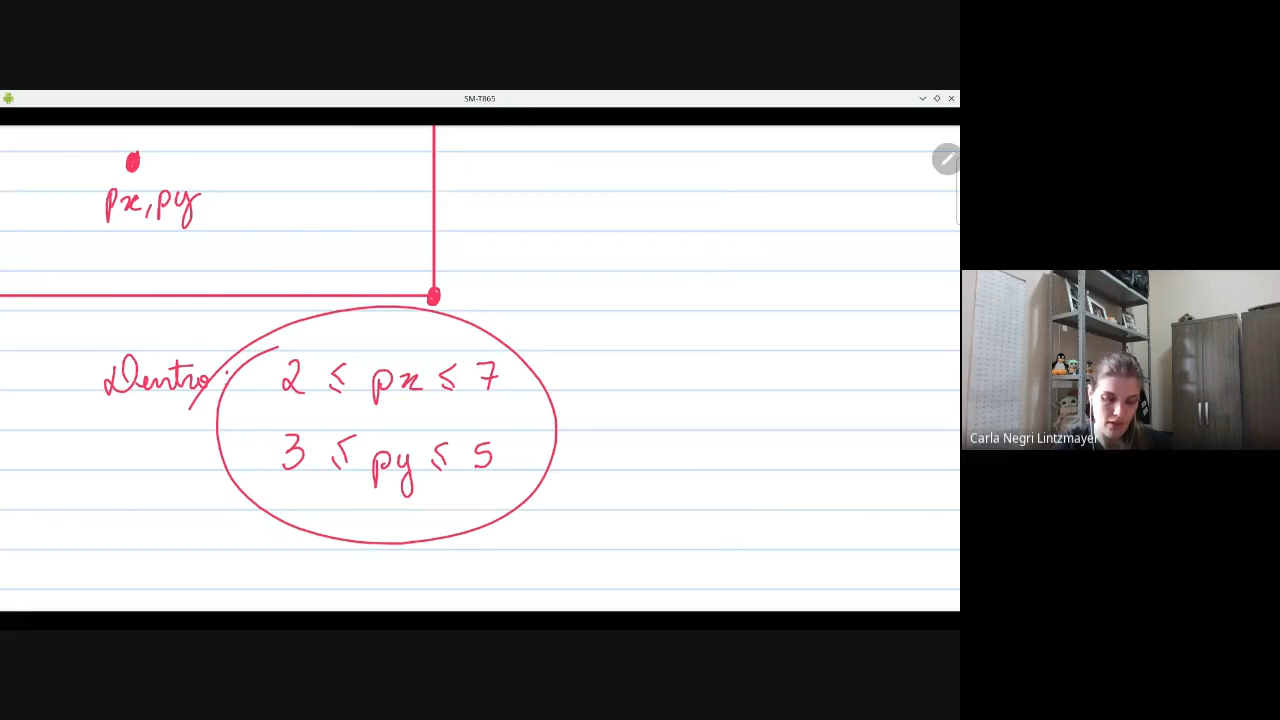 SM-T865
px, py
Dentro: 2 ≤ px ≤ 7
3 ≤ py ≤ 5
Carla Negri Lintzmayer